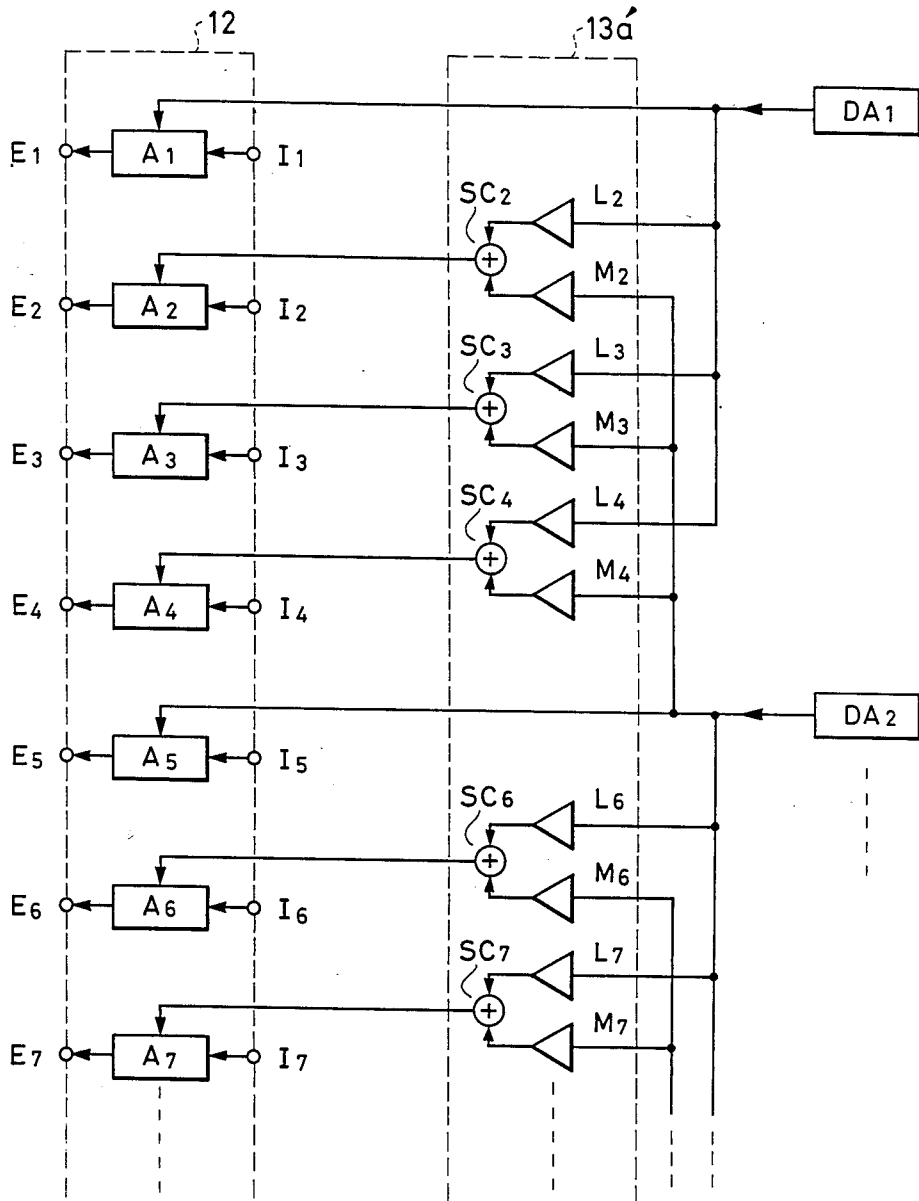 12
13a′
DA1
E1 A1 I1
SC2 L2
M2
E2 A2 I2
SC3 L3
M3
E3 A3 I3
SC4 L4
M4
E4 A4 I4
DA2
E5 A5 I5
SC6 L6
M6
E6 A6 I6
SC7 L7
M7
E7 A7 I7